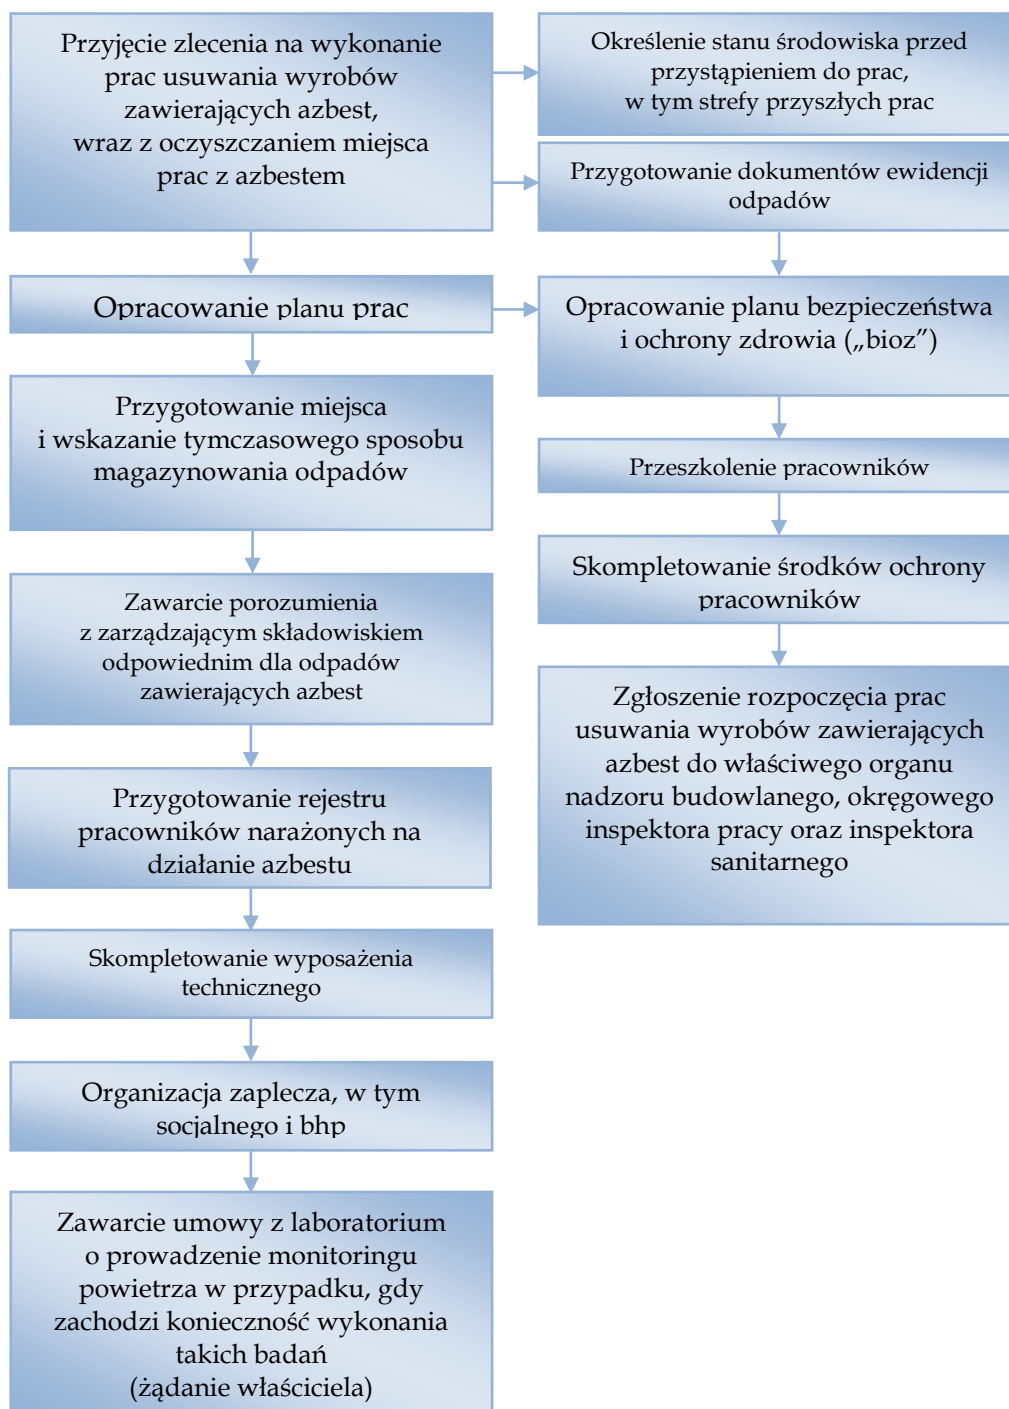 Przyjęcie zlecenia na wykonanie
prac usuwania wyrobów
zawierających azbest,
wraz z oczyszczaniem miejsca
prac z azbestem
Określenie stanu środowiska przed
przystąpieniem do prac,
w tym strefy przyszłych prac
Przygotowanie dokumentów ewidencji
odpadów
Opracowanie planu prac
Opracowanie planu bezpieczeństwa
i ochrony zdrowia („bioz”)
Przygotowanie miejsca
i wskazanie tymczasowego sposobu
magazynowania odpadów
Przeszkolenie pracowników
Zawarcie porozumienia
z zarządzającym składowiskiem
odpowiednim dla odpadów
zawierających azbest
Skompletowanie środków ochrony
pracowników
Przygotowanie rejestru
pracowników narażonych na
działanie azbestu
Zgłoszenie rozpoczęcia prac
usuwania wyrobów zawierających
azbest do właściwego organu
nadzoru budowlanego, okręgowego
inspektora pracy oraz inspektora
sanitarnego
Skompletowanie wyposażenia
technicznego
Organizacja zaplecza, w tym
socjalnego i bhp
Zawarcie umowy z laboratorium
o prowadzenie monitoringu
powietrza w przypadku, gdy
zachodzi konieczność wykonania
takich badań
(żądanie właściciela)